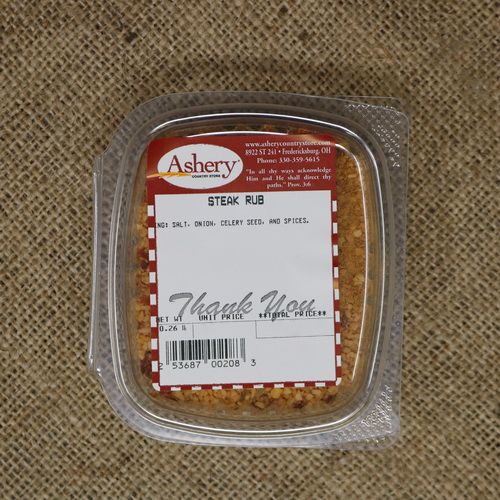 Ashery
COUNTRY STORE
www.asherycountrystore.com
8922 ST 241 • Fredericksburg, OH
Phone: 330-359-5615
"In all thy ways acknowledge
Him and He shall direct thy
paths." Prov. 3:6
STEAK RUB
ING: SALT, ONION, CELERY SEED, AND SPICES.
Thank You
NET WT UNIT PRICE **TOTAL PRICE**
0.26 lb
2 53687 00208 3